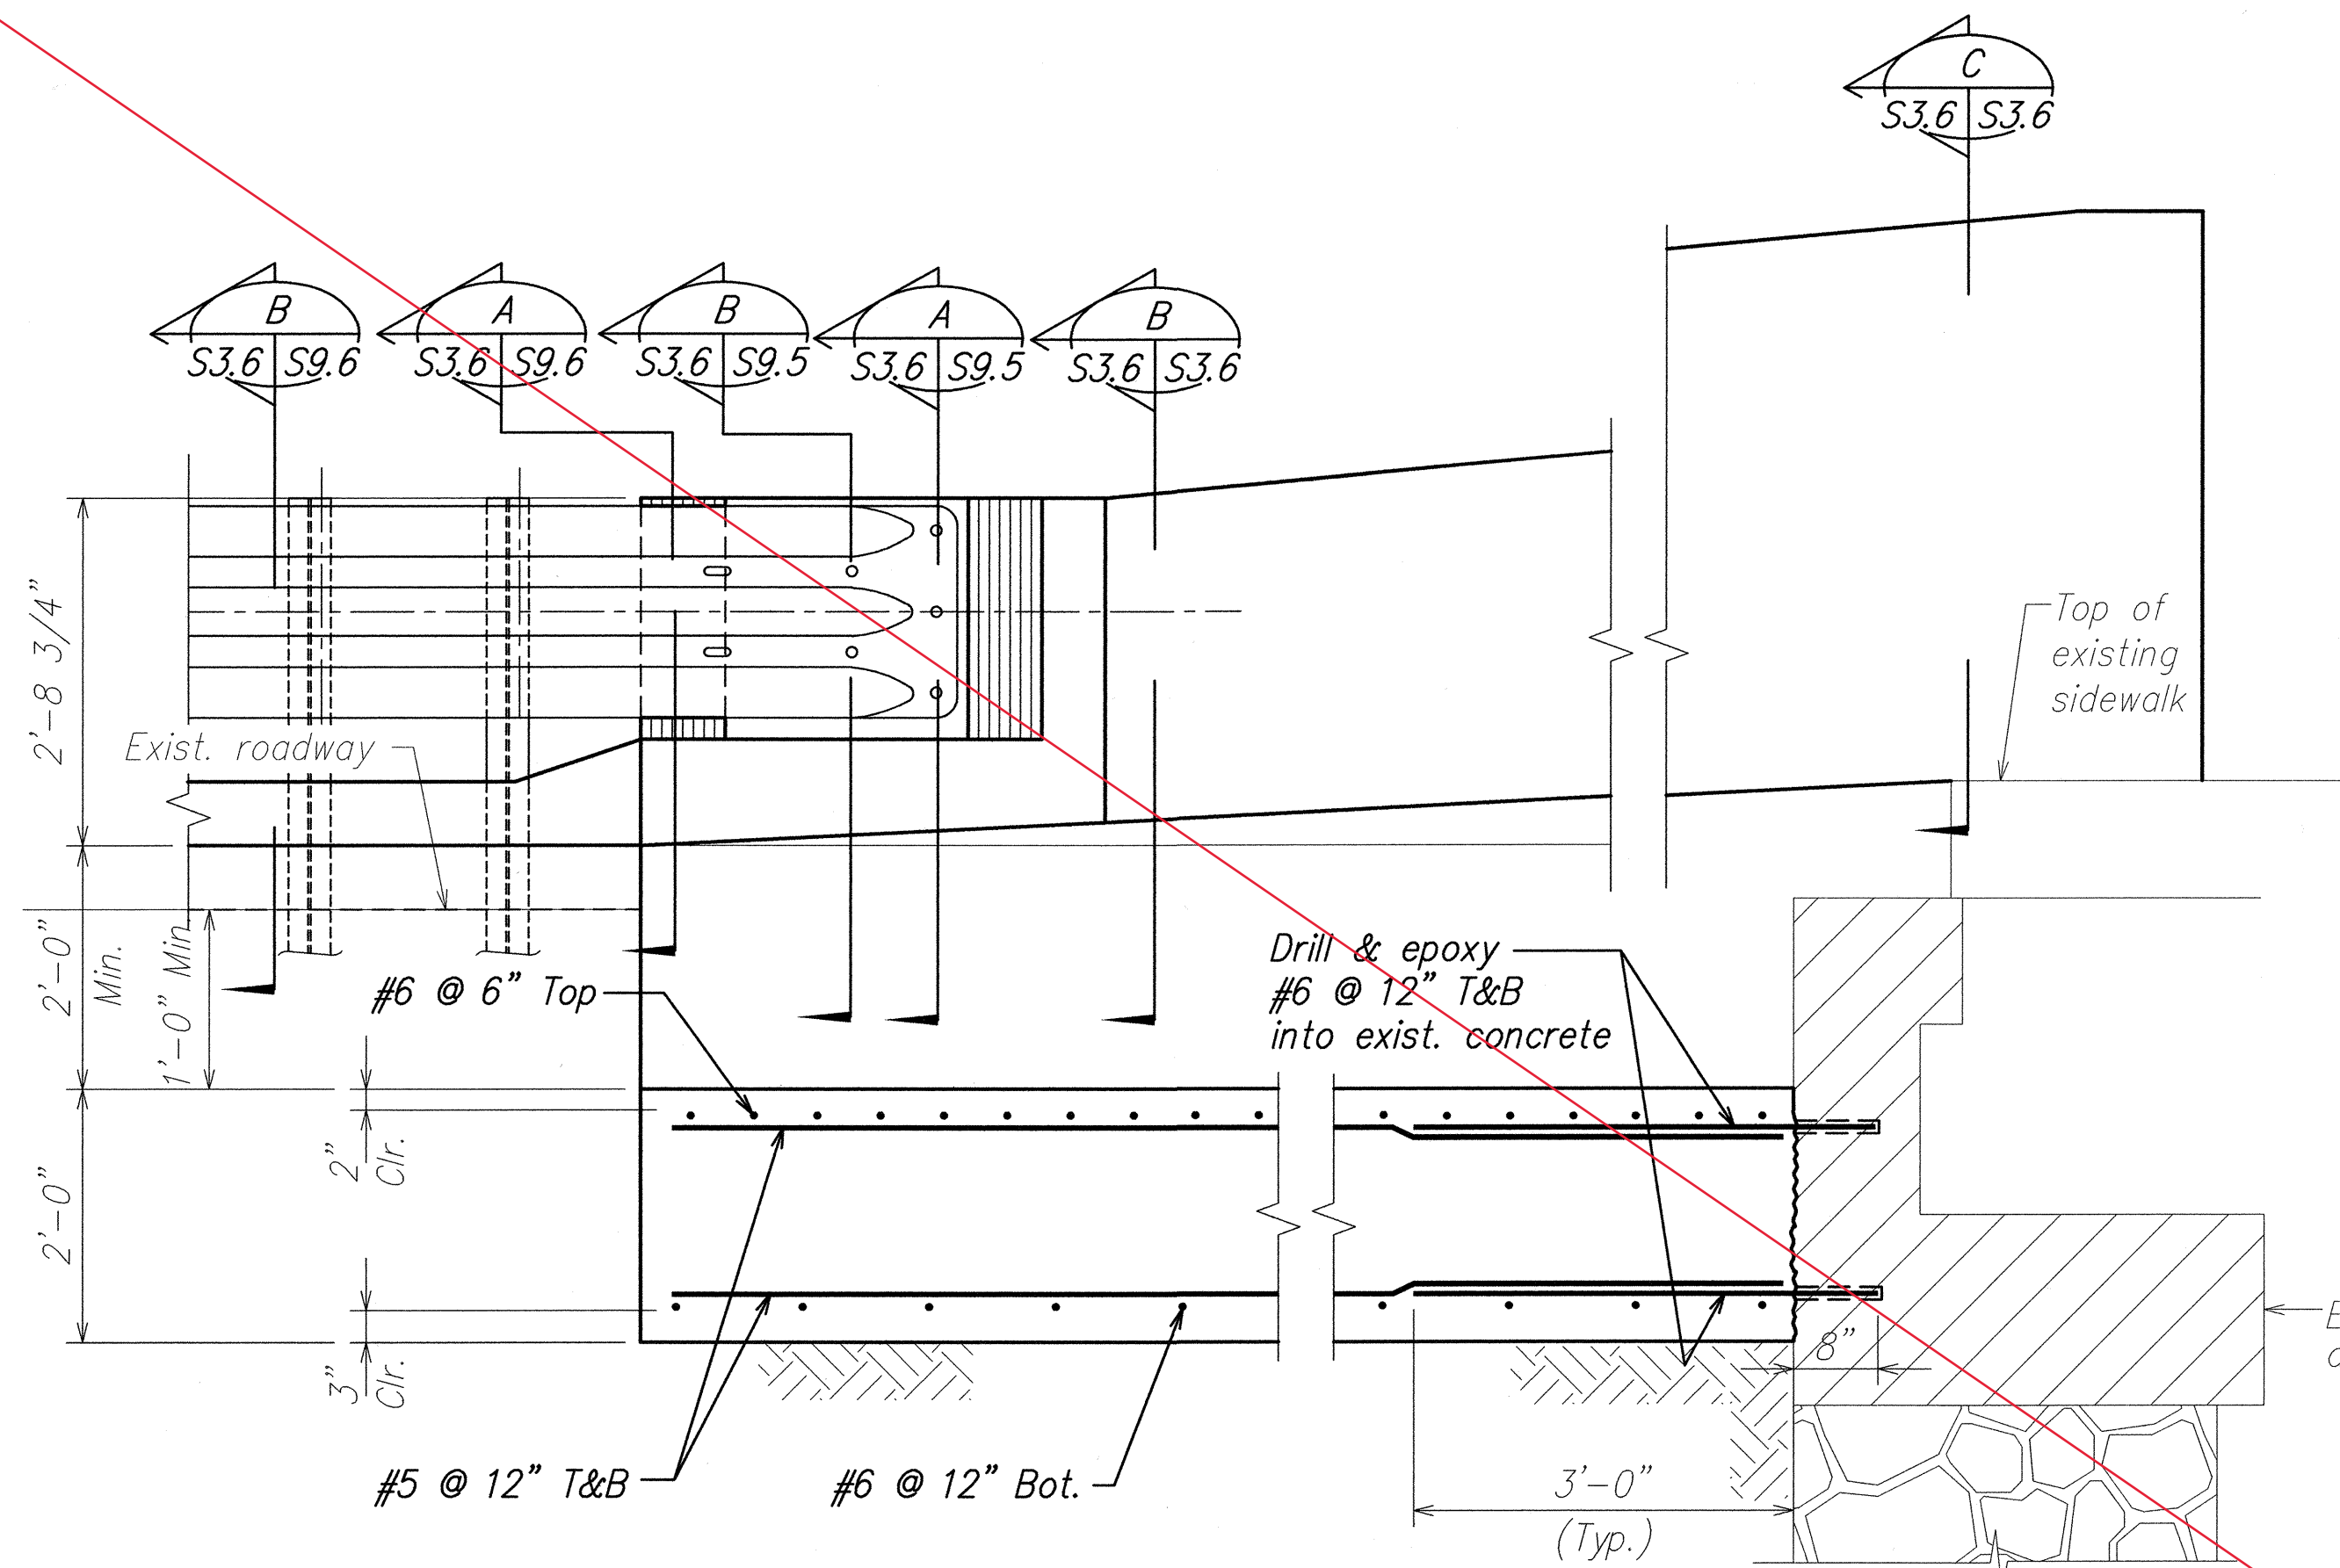 C
S3.6 S3.6
B
S3.6 S9.6
A
S3.6 S9.6
B
S3.6 S9.5
A
S3.6 S9.5
B
S3.6 S3.6
2'-8 3/4"
Exist. roadway
Top of
existing
sidewalk
2'-0"
Min.
1'-0" Min.
#6 @ 6" Top
Drill & epoxy
#6 @ 12" T&B
into exist. concrete
2"
Clr.
2'-0"
3"
Clr.
8"
#5 @ 12" T&B
#6 @ 12" Bot.
3'-0"
(Typ.)